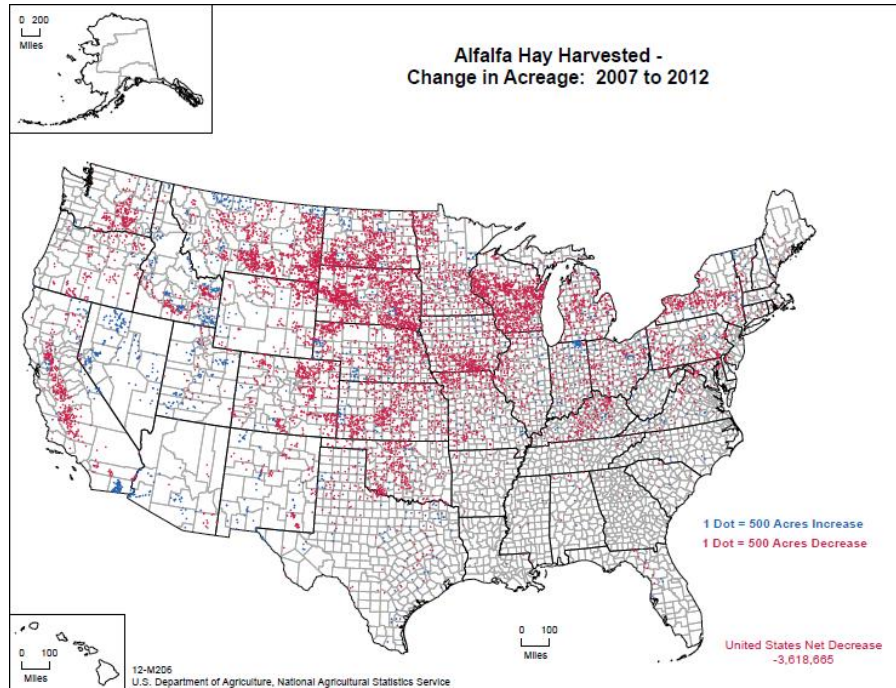 0 200
Miles
Alfalfa Hay Harvested -
Change in Acreage: 2007 to 2012
1 Dot = 500 Acres Increase
1 Dot = 500 Acres Decrease
0 100
Miles
0 100
Miles
United States Net Decrease
-3,618,665
12-M206
U.S. Department of Agriculture, National Agricultural Statistics Service